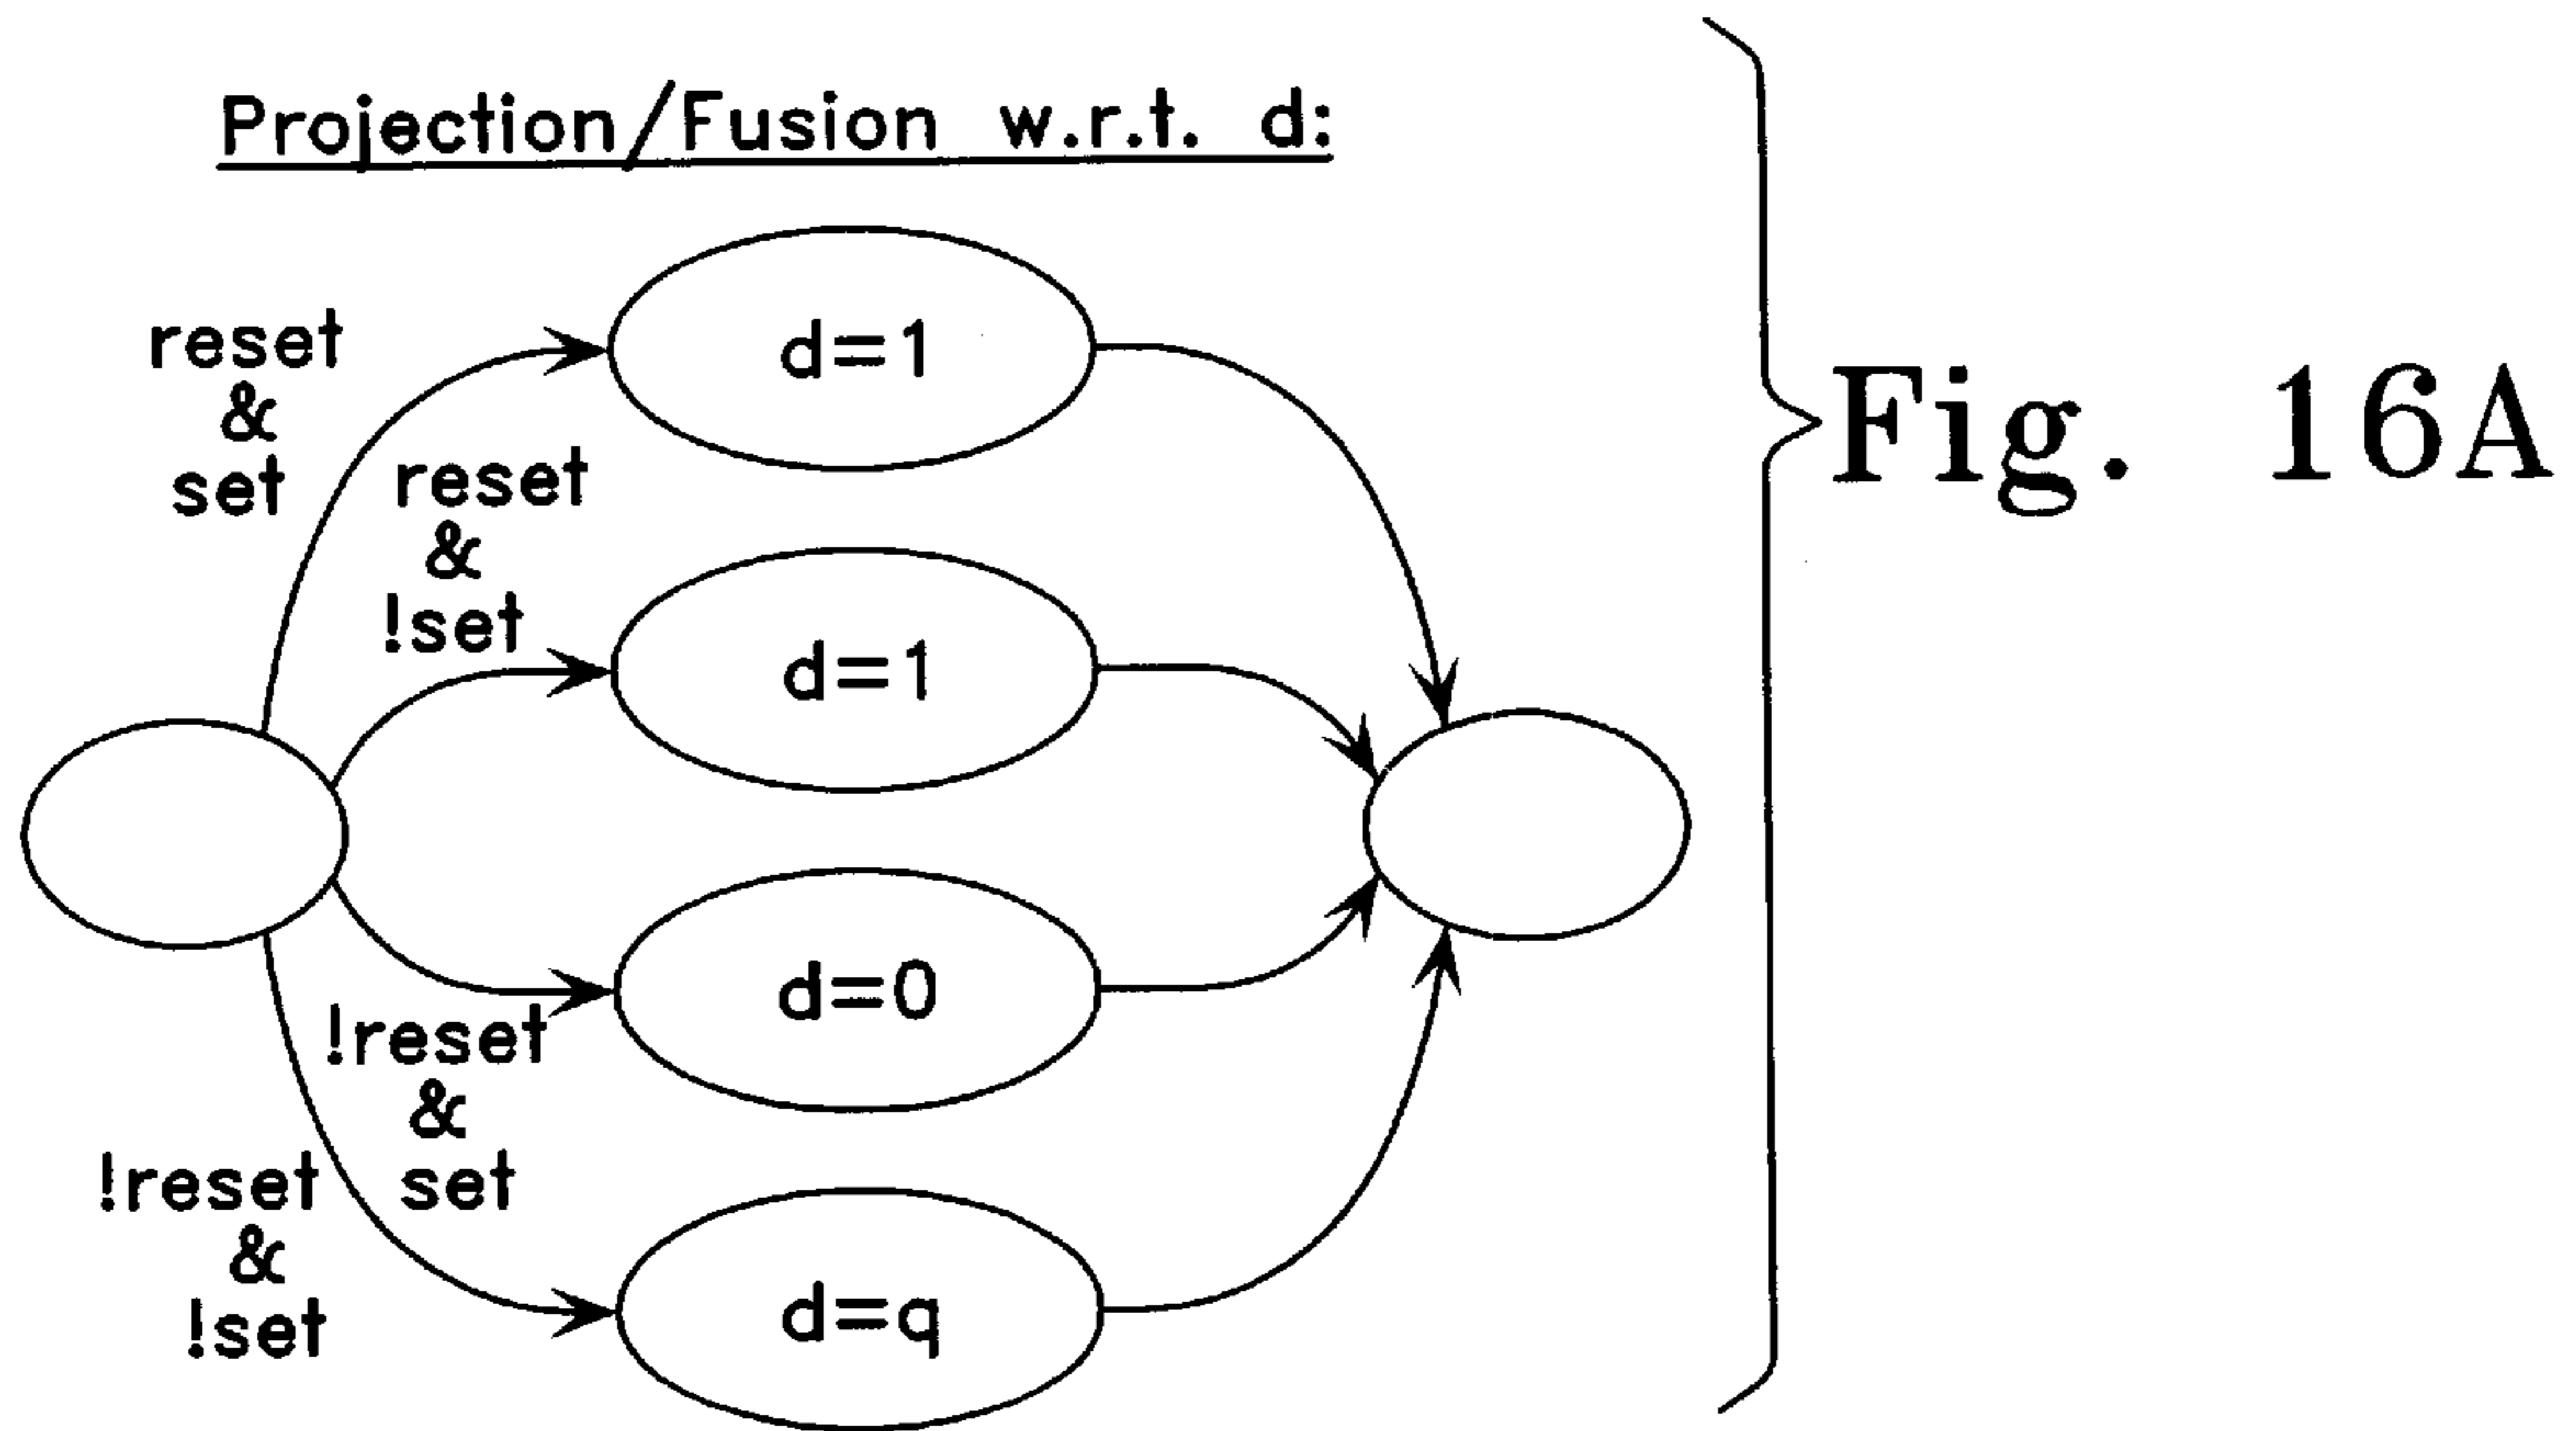 Projection/Fusion w.r.t. d:
reset
&
set
d=1
reset
&
!set
d=1
Fig. 16A
d=0
!reset
&
set
!reset
&
!set
d=q